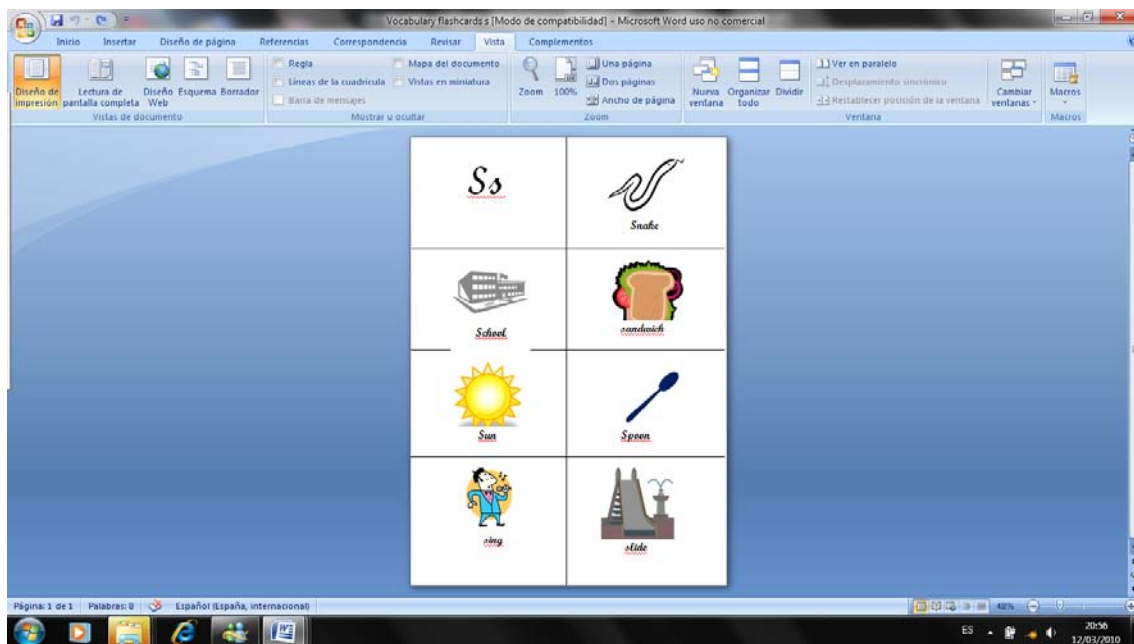 Vocabulary flashcards s [Modo de compatibilidad] - Microsoft Word uso no comercial
Inicio Insertar Diseño de página Referencias Correspondencia Revisar Vista Complementos
Diseño de impresión
Lectura de pantalla completa
Diseño Web
Esquema
Borrador
Vistas de documento
Regla
Líneas de la cuadrícula
Barra de mensajes
Mapa del documento
Vistas en miniatura
Mostrar u ocultar
Zoom
100%
Una página
Dos páginas
Ancho de página
Zoom
Nueva ventana
Organizar todo
Dividir
Ver en paralelo
Desplazamiento sincrónico
Restablecer posición de la ventana
Cambiar ventanas
Ventana
Macros
Macros
Ss
Snake
School
sandwich
Sun
Spoon
sing
slide
Página: 1 de 1 Palabras: 8 Español (España, internacional)
42%
ES
20:56
12/03/2010